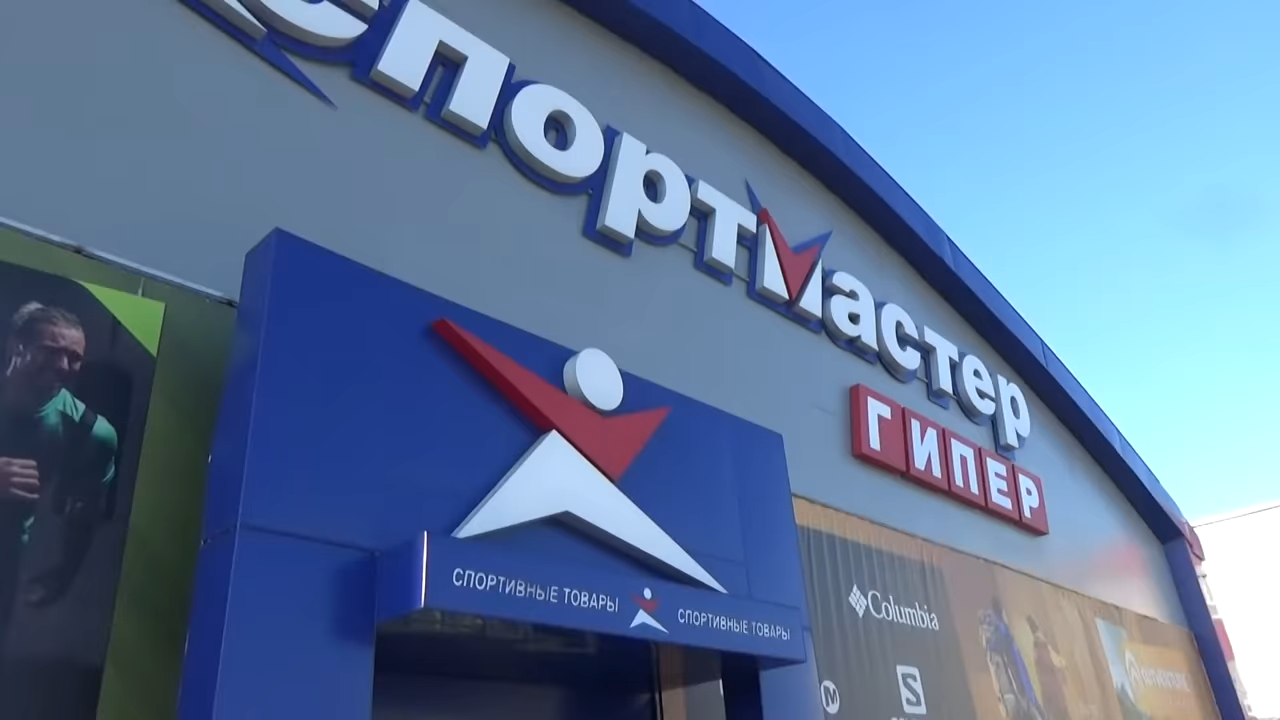 спортмастер
ГИПЕР
СПОРТИВНЫЕ ТОВАРЫ СПОРТИВНЫЕ ТОВАРЫ
Columbia
M
S